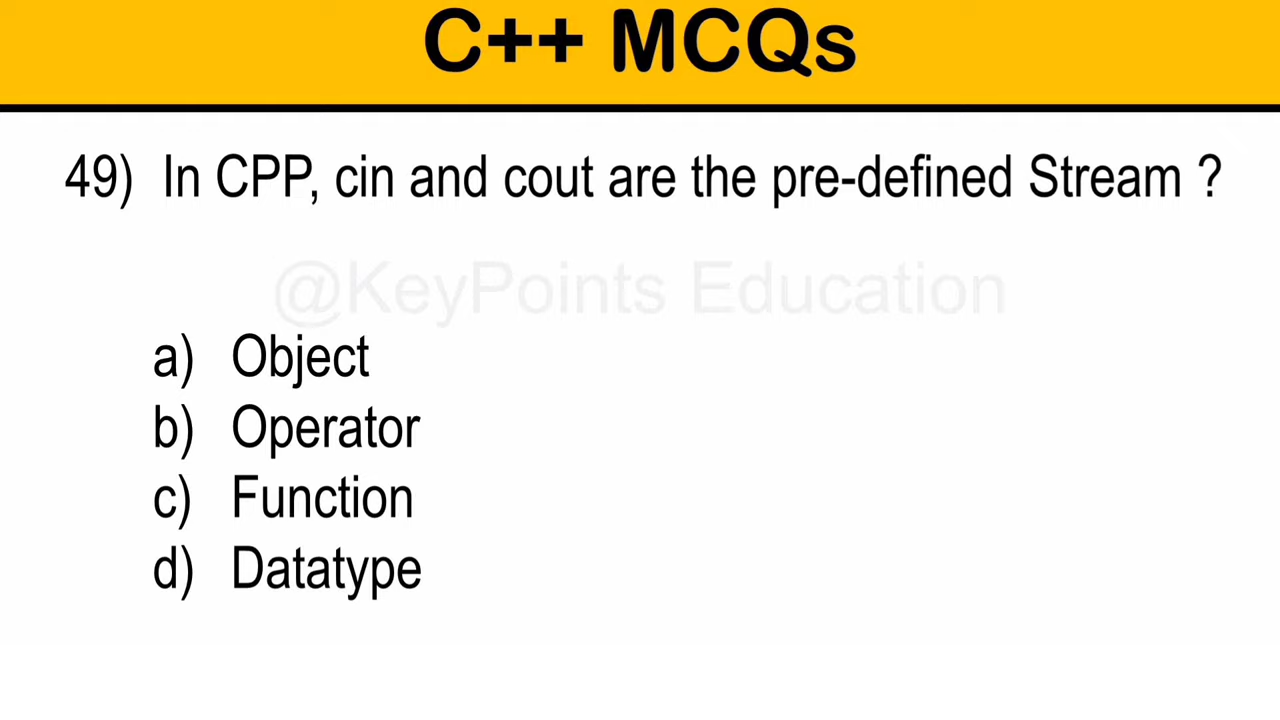 C++ MCQs
49) In CPP, cin and cout are the pre-defined Stream ?
@KeyPoints Education
a) Object
b) Operator
c) Function
d) Datatype